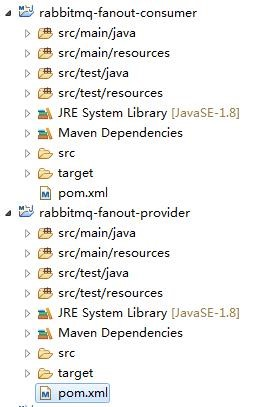 rabbitmq-fanout-consumer
src/main/java
src/main/resources
src/test/java
src/test/resources
JRE System Library [JavaSE-1.8]
Maven Dependencies
src
target
pom.xml
rabbitmq-fanout-provider
src/main/java
src/main/resources
src/test/java
src/test/resources
JRE System Library [JavaSE-1.8]
Maven Dependencies
src
target
pom.xml